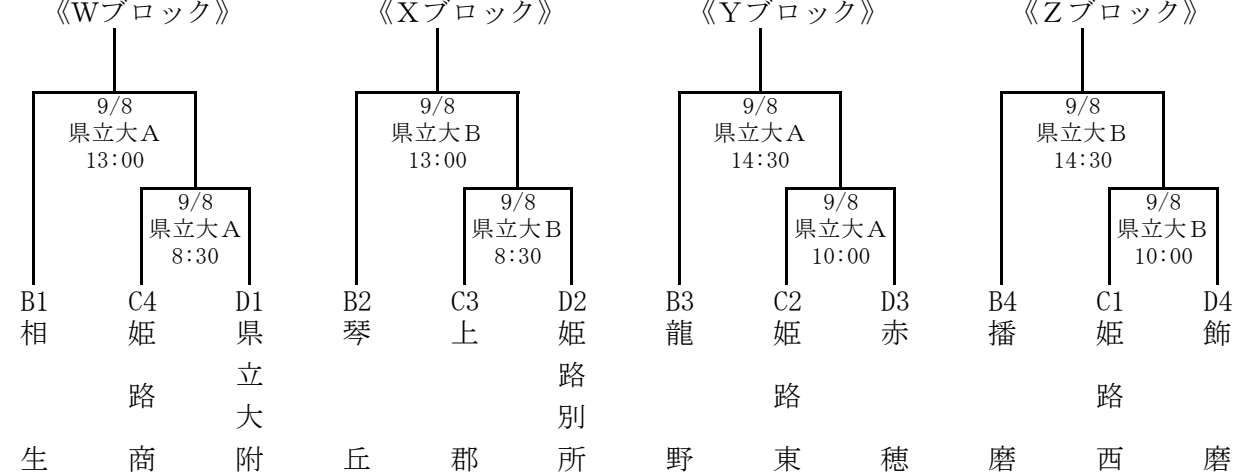 《Wブロック》 《Xブロック》 《Yブロック》 《Zブロック》
9/8 9/8 9/8 9/8
県立大A 県立大B 県立大A 県立大B
13:00 13:00 14:30 14:30
9/8 9/8 9/8 9/8
県立大A 県立大B 県立大A 県立大B
8:30 8:30 10:00 10:00
B1 C4 D1 B2 C3 D2 B3 C2 D3 B4 C1 D4
相生 姫路商 県立大附 琴丘 上郡 姫路別所 龍野 姫路東 赤穂 播磨 姫路西 飾磨